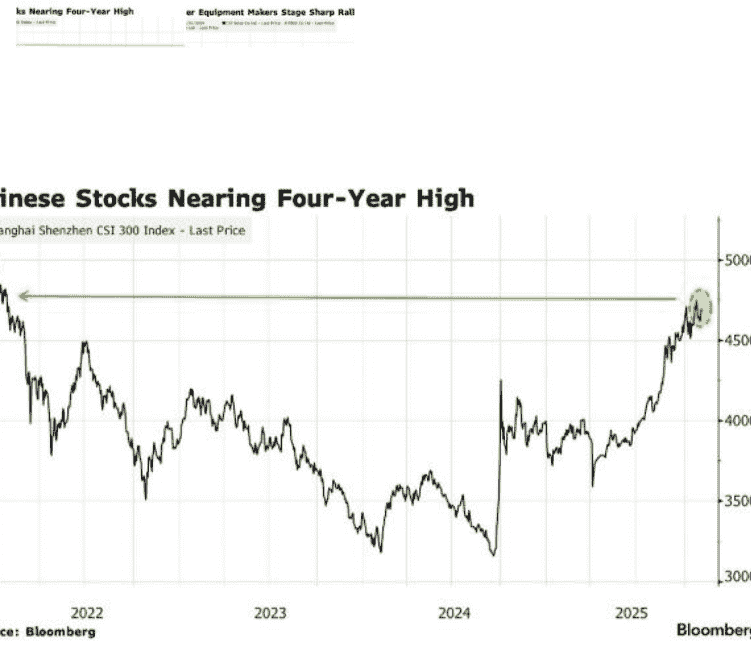 ks Nearing Four-Year High
er Equipment Makers Stage Sharp Rall
inese Stocks Nearing Four-Year High
anghai Shenzhen CSI 300 Index - Last Price
5000
4500
4000
3500
3000
2022 2023 2024 2025
ce: Bloomberg
Bloomberg